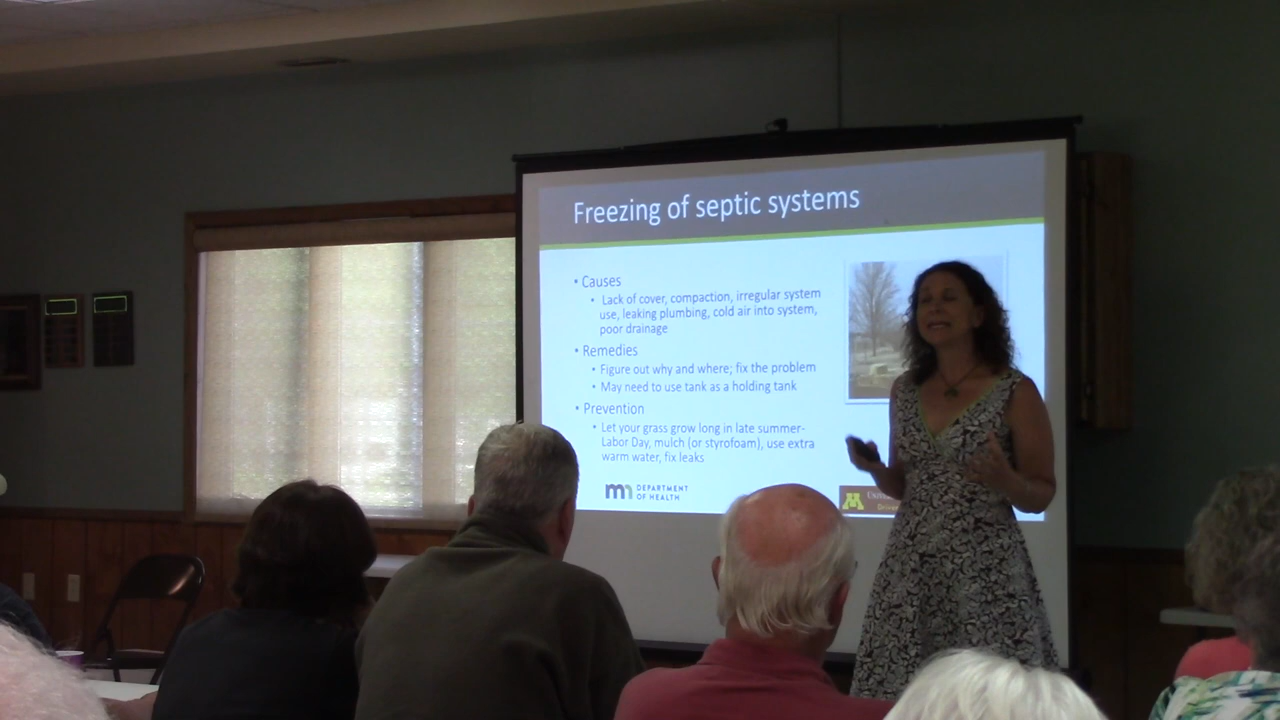 Freezing of septic systems
• Causes
• Lack of cover, compaction, irregular system
use, leaking plumbing, cold air into system,
poor drainage
• Remedies
• Figure out why and where; fix the problem
• May need to use tank as a holding tank
• Prevention
• Let your grass grow long in late summer-
Labor Day, mulch (or styrofoam), use extra
warm water, fix leaks
mn DEPARTMENT
OF HEALTH
M